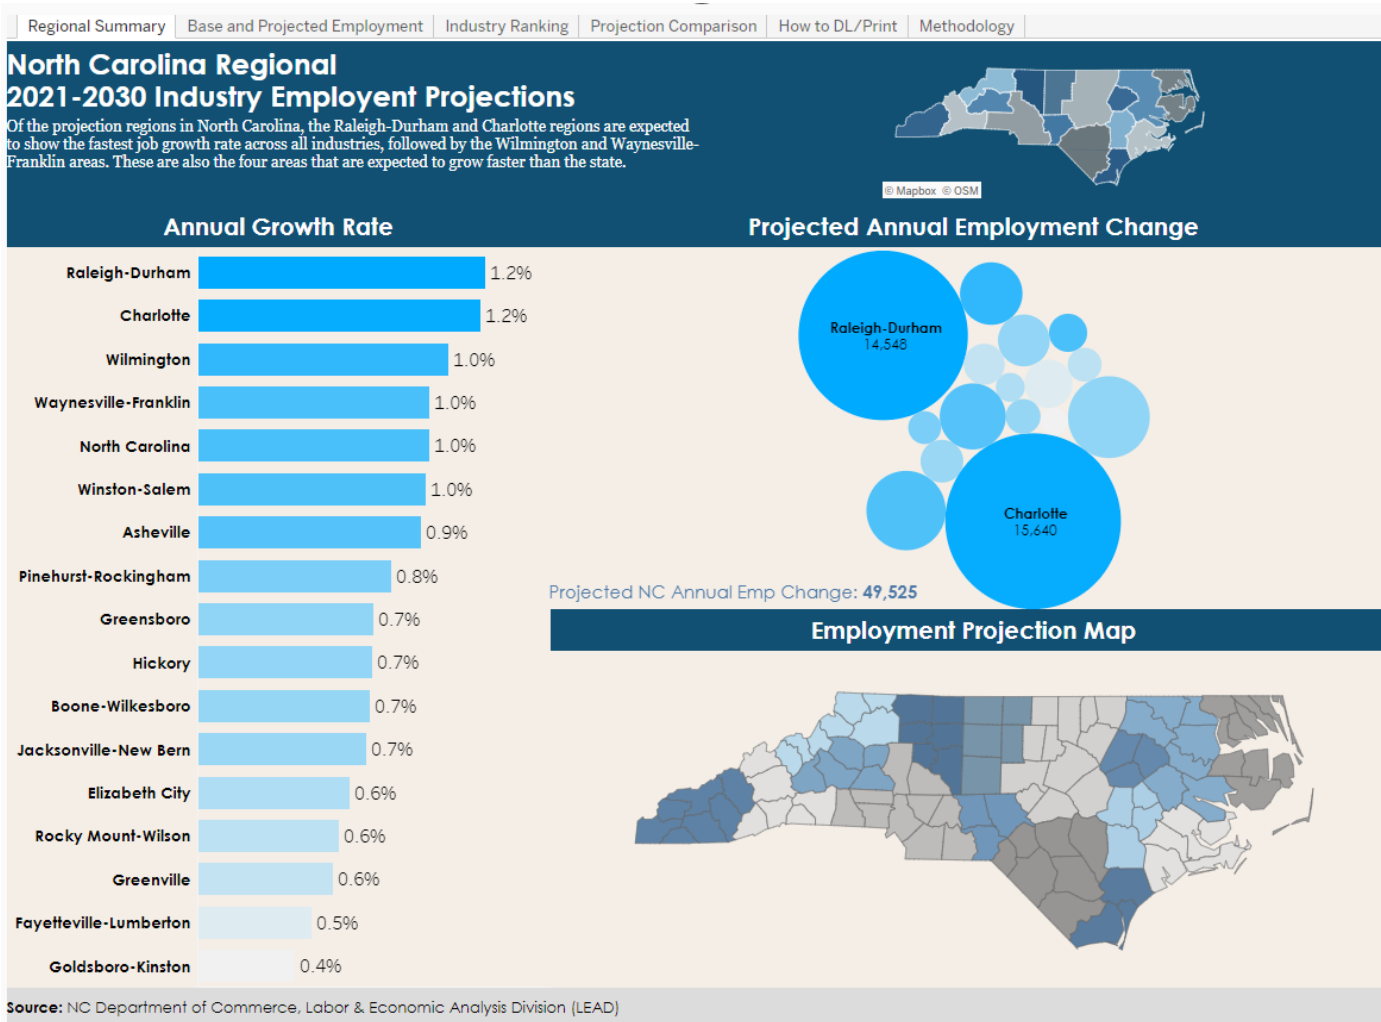 Regional Summary
Base and Projected Employment
Industry Ranking
Projection Comparison
How to DL/Print
Methodology
North Carolina Regional
2021-2030 Industry Employent Projections
Of the projection regions in North Carolina, the Raleigh-Durham and Charlotte regions are expected
to show the fastest job growth rate across all industries, followed by the Wilmington and Waynesville-
Franklin areas. These are also the four areas that are expected to grow faster than the state.
© Mapbox © OSM
Annual Growth Rate
Raleigh-Durham 1.2%
Charlotte 1.2%
Wilmington 1.0%
Waynesville-Franklin 1.0%
North Carolina 1.0%
Winston-Salem 1.0%
Asheville 0.9%
Pinehurst-Rockingham 0.8%
Greensboro 0.7%
Hickory 0.7%
Boone-Wilkesboro 0.7%
Jacksonville-New Bern 0.7%
Elizabeth City 0.6%
Rocky Mount-Wilson 0.6%
Greenville 0.6%
Fayetteville-Lumberton 0.5%
Goldsboro-Kinston 0.4%
Projected Annual Employment Change
Raleigh-Durham
14,548
Charlotte
15,640
Projected NC Annual Emp Change: 49,525
Employment Projection Map
Source: NC Department of Commerce, Labor & Economic Analysis Division (LEAD)